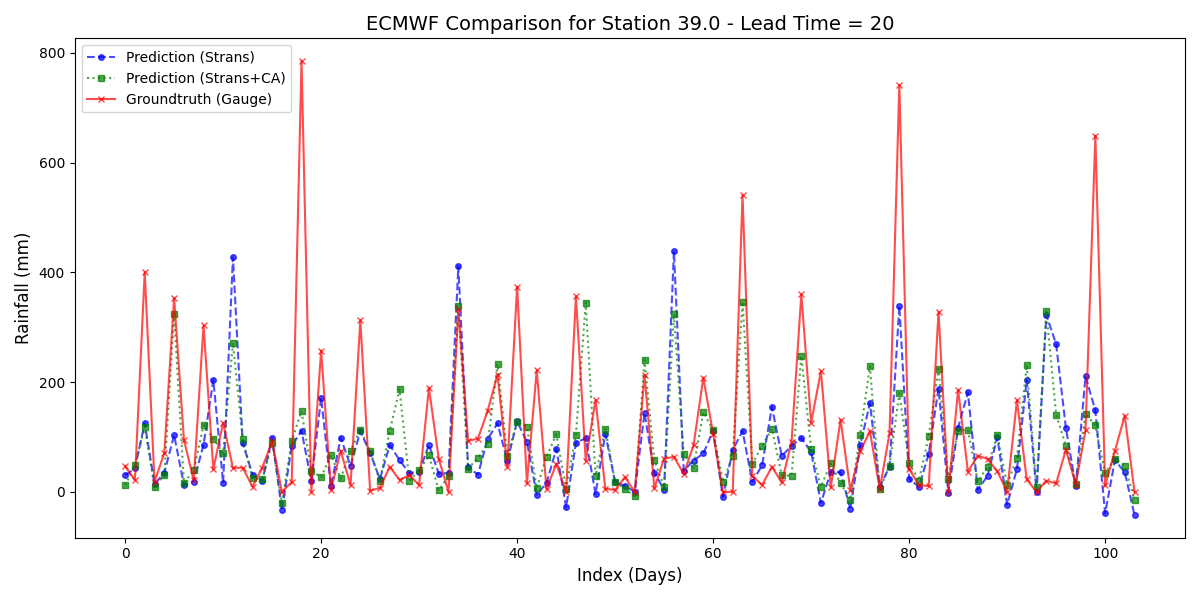 ECMWF Comparison for Station 39.0 - Lead Time = 20
Prediction (Strans)
Prediction (Strans+CA)
Groundtruth (Gauge)
Rainfall (mm)
800
600
400
200
0
0 20 40 60 80 100
Index (Days)